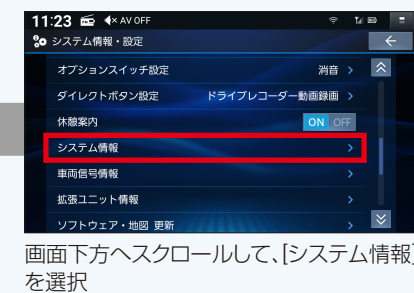 11:23 × AV OFF
システム情報・設定
オプションスイッチ設定 消音
ダイレクトボタン設定 ドライブレコーダー動画録画
休憩案内 ON OFF
システム情報
車両信号情報
拡張ユニット情報
ソフトウェア・地図 更新
画面下方へスクロールして、[システム情報]
を選択